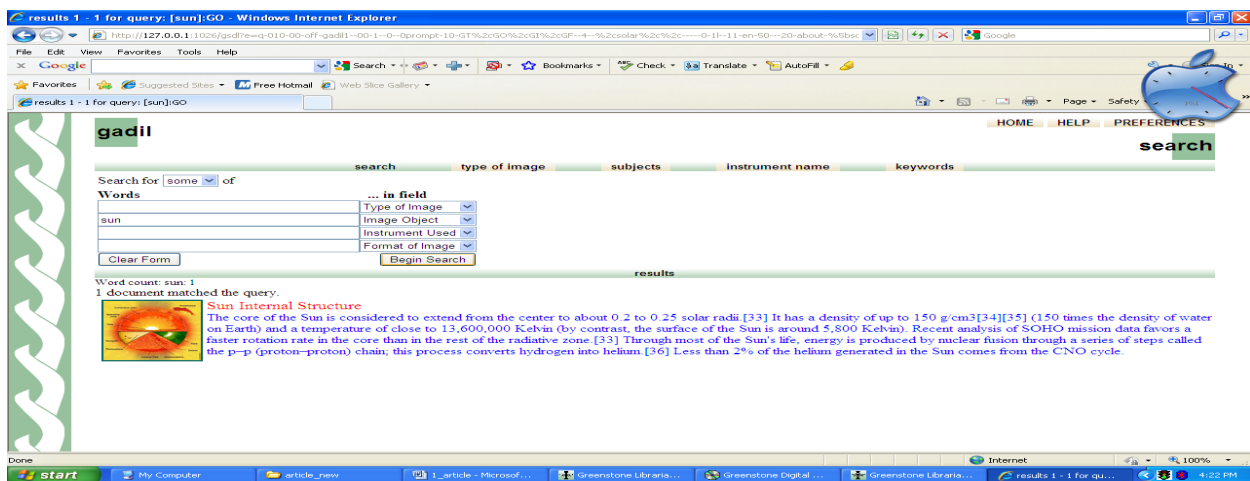 results 1 - 1 for query: [sun]:GO - Windows Internet Explorer
http://127.0.0.1:1026/gsdl?e=q-010-00-off-gadil1--00-1--0--0prompt-10-GT%2cGO%2cGI%2cGF--4--%2csolar%2c%2c-----0-1l--11-en-50---20-about-%5bsc Google
File Edit View Favorites Tools Help
Google Search Bookmarks Check Translate AutoFill
Favorites Suggested Sites Free Hotmail Web Slice Gallery
results 1 - 1 for query: [sun]:GO Page Safety
HOME HELP PREFERENCES
gadil
search
search type of image subjects instrument name keywords
Search for some of
Words ... in field
Type of Image
sun Image Object
Instrument Used
Format of Image
Clear Form Begin Search
results
Word count: sun: 1
1 document matched the query.
Sun Internal Structure
The core of the Sun is considered to extend from the center to about 0.2 to 0.25 solar radii.[33] It has a density of up to 150 g/cm3[34][35] (150 times the density of water
on Earth) and a temperature of close to 13,600,000 Kelvin (by contrast, the surface of the Sun is around 5,800 Kelvin). Recent analysis of SOHO mission data favors a
faster rotation rate in the core than in the rest of the radiative zone.[33] Through most of the Sun's life, energy is produced by nuclear fusion through a series of steps called
the p–p (proton–proton) chain; this process converts hydrogen into helium.[36] Less than 2% of the helium generated in the Sun comes from the CNO cycle.
Done Internet 100%
start My Computer article_new 1_article - Microsof... Greenstone Libraria... Greenstone Digital ... Greenstone Libraria... results 1 - 1 for qu... 4:22 PM